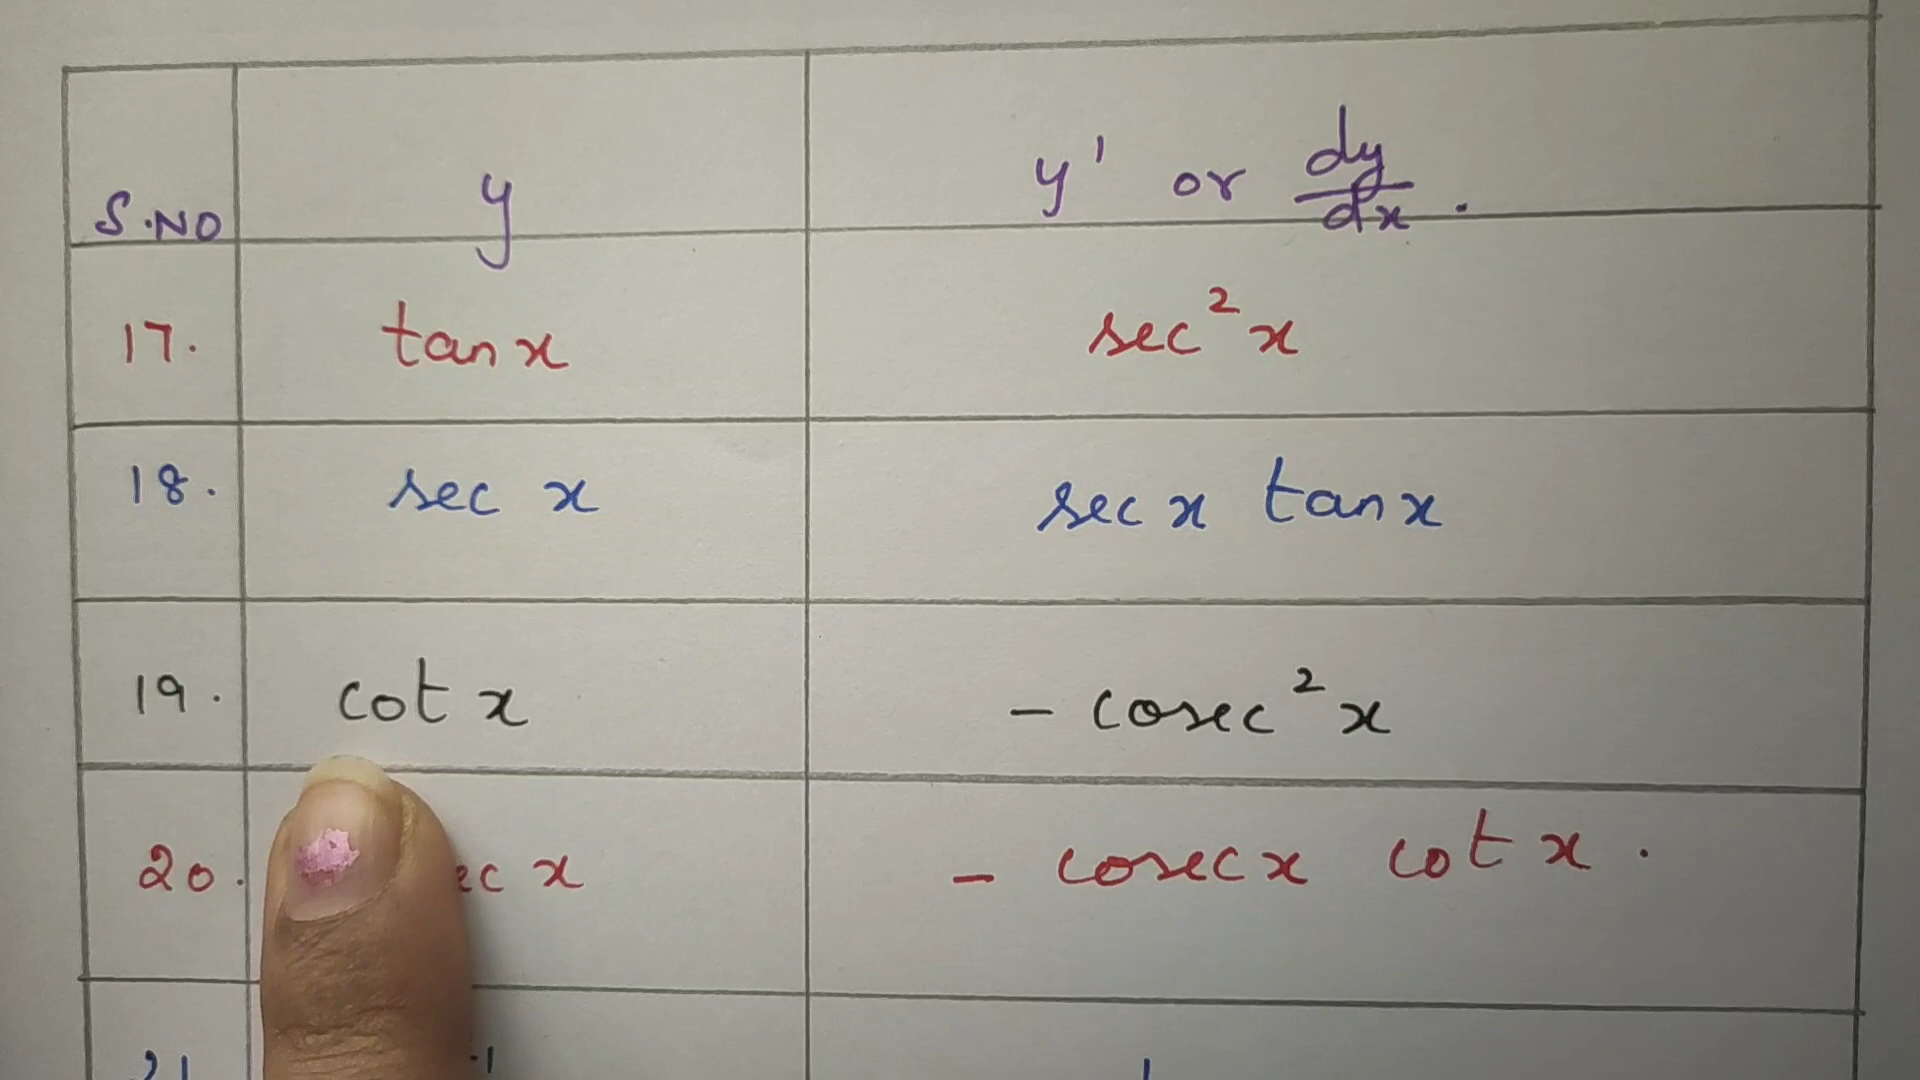 S.NO y y' or dy/dx.
17. tan x sec²x
18. sec x sec x tan x
19. cot x - cosec²x
20. x - cosec x cot x.